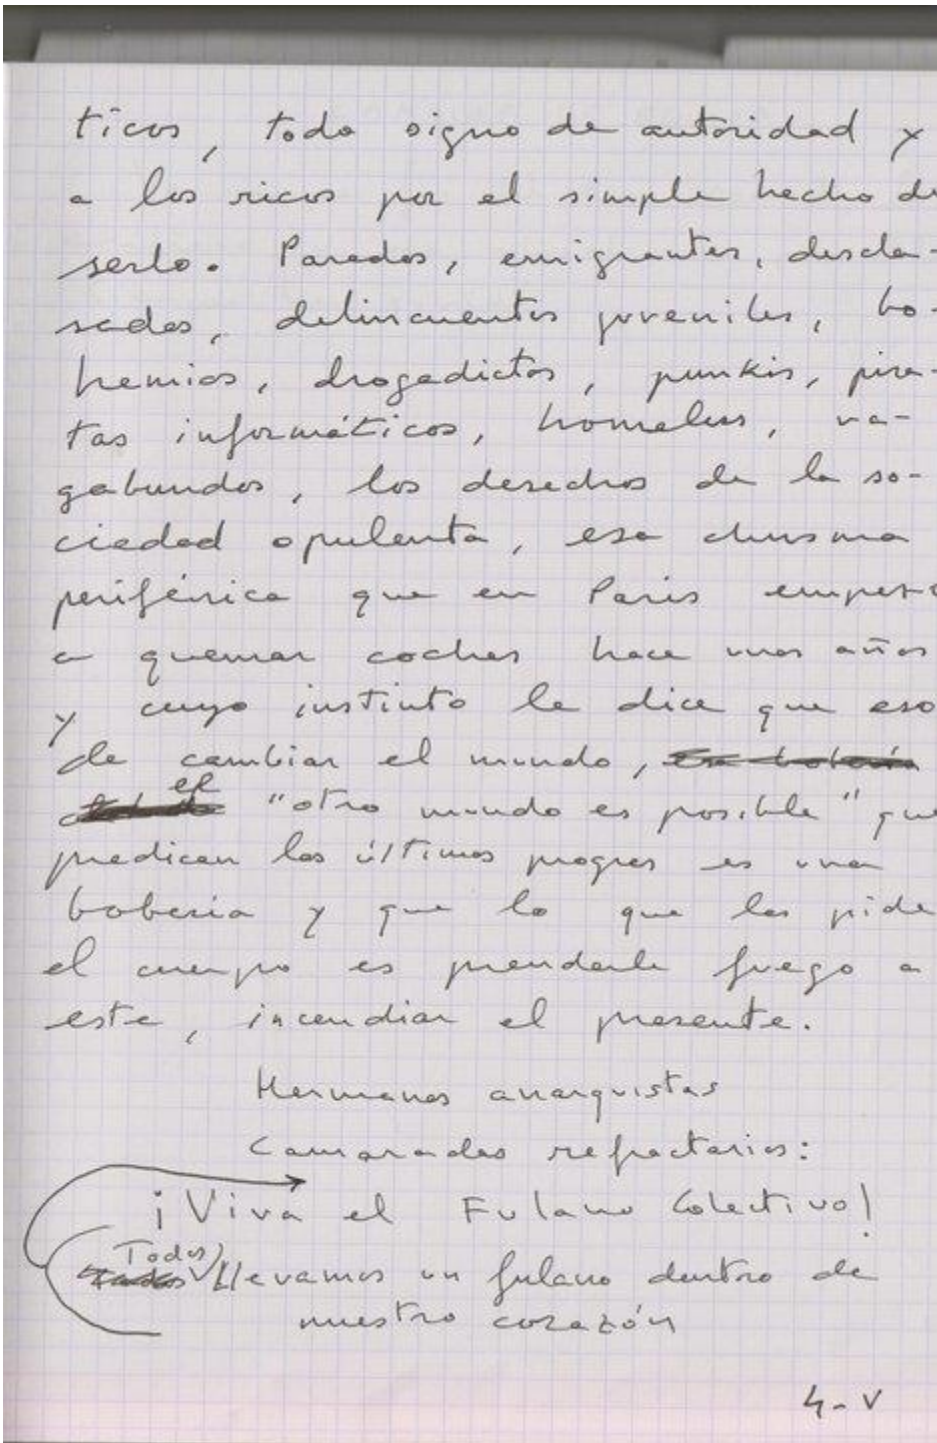 ticos, todo signo de autoridad y
a los ricos por el simple hecho de
serlo. Parados, emigrantes, descla-
sados, delincuentes juveniles, bo-
hemios, drogadictos, punkis, pira-
tas informáticos, homeless, va-
gabundos, los desechos de la so-
ciedad opulenta, esa chusma
periférica que en París empezó
a quemar coches hace unos años
y cuyo instinto le dice que eso
de cambiar el mundo,
el "otro mundo es posible" que
predican los últimos progres es una
bobería y que lo que les pide
el cuerpo es prenderle fuego a
este, incendiar el presente.
Hermanos anarquistas
Camaradas refractarios:
¡Viva el Fulano Colectivo!
Todos llevamos un fulano dentro de
nuestro corazón
4-V